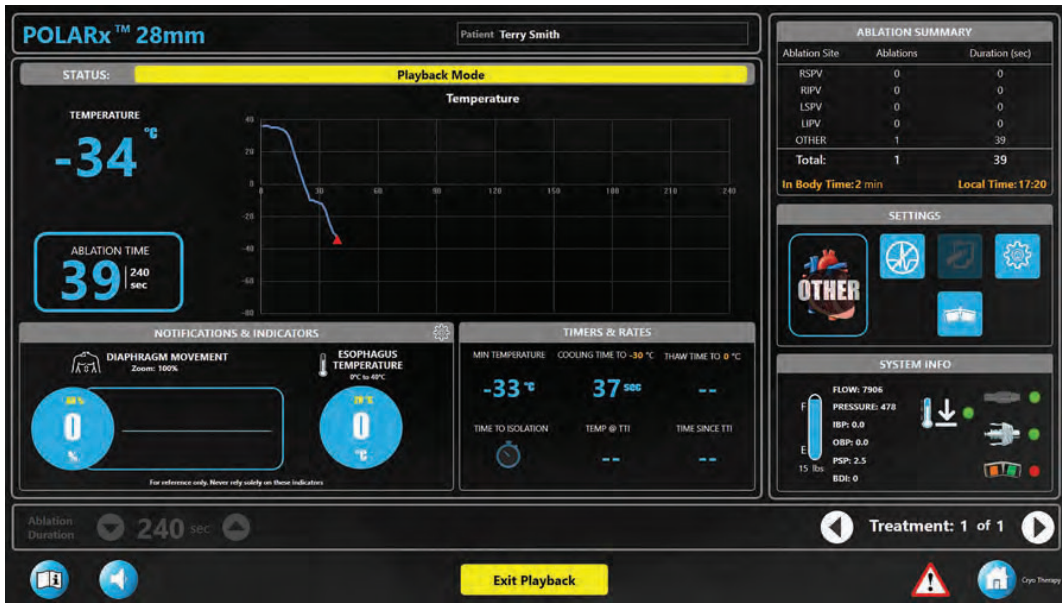 POLARx™ 28mm
Patient Terry Smith
STATUS:
Playback Mode
TEMPERATURE
-34 °C
ABLATION TIME
39 240 sec
Temperature
40
20
0
-20
-40
-60
-80
0 30 60 90 120 150 180 210 240
NOTIFICATIONS & INDICATORS
DIAPHRAGM MOVEMENT
Zoom: 100%
0
%
ESOPHAGUS
TEMPERATURE
0°C to 40°C
0
°C
For reference only. Never rely solely on these indicators
TIMERS & RATES
MIN TEMPERATURE COOLING TIME TO -30 °C THAW TIME TO 0 °C
-33 °C 37 sec --
TIME TO ISOLATION TEMP @ TTI TIME SINCE TTI
-- --
ABLATION SUMMARY
Ablation Site Ablations Duration (sec)
RSPV 0 0
RIPV 0 0
LSPV 0 0
LIPV 0 0
OTHER 1 39
Total: 1 39
In Body Time: 2 min Local Time: 17:20
SETTINGS
OTHER
SYSTEM INFO
F
E
15 lbs
FLOW: 7906
PRESSURE: 478
IBP: 0.0
OBP: 0.0
PSP: 2.5
BDI: 0
Ablation
Duration
240 sec
Treatment: 1 of 1
Exit Playback
Cryo Therapy